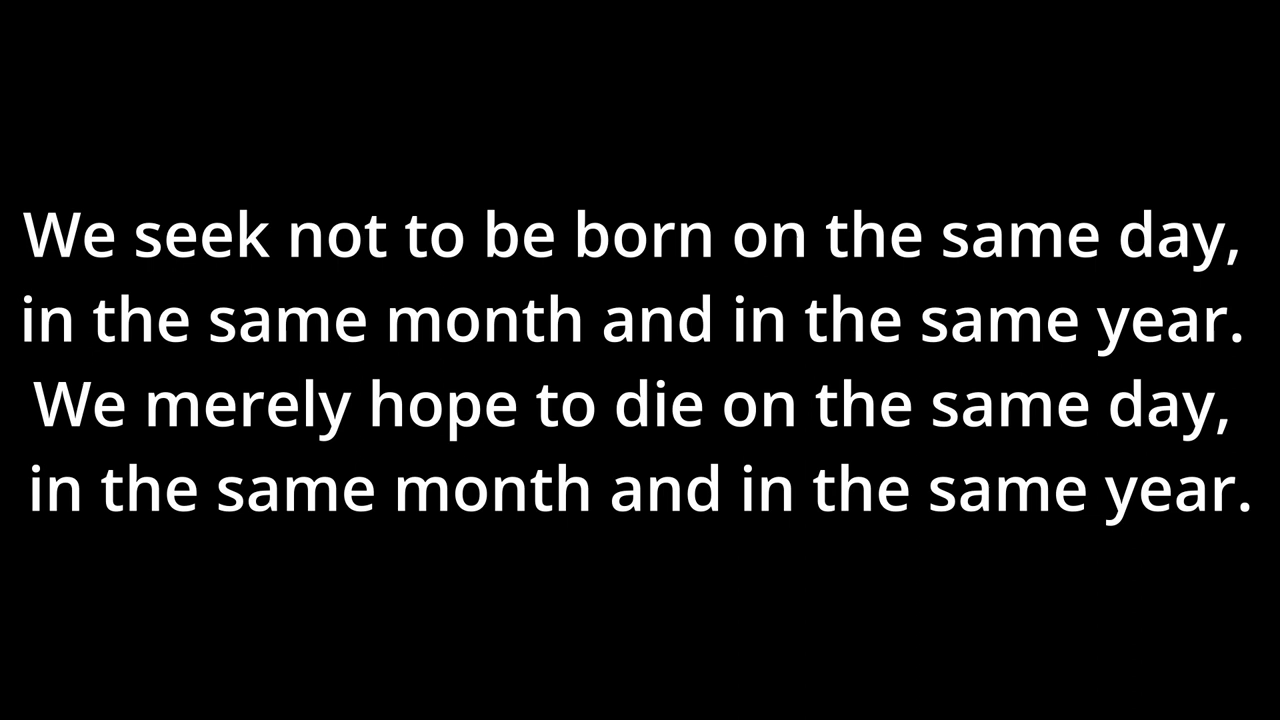 We seek not to be born on the same day,
in the same month and in the same year.
We merely hope to die on the same day,
in the same month and in the same year.